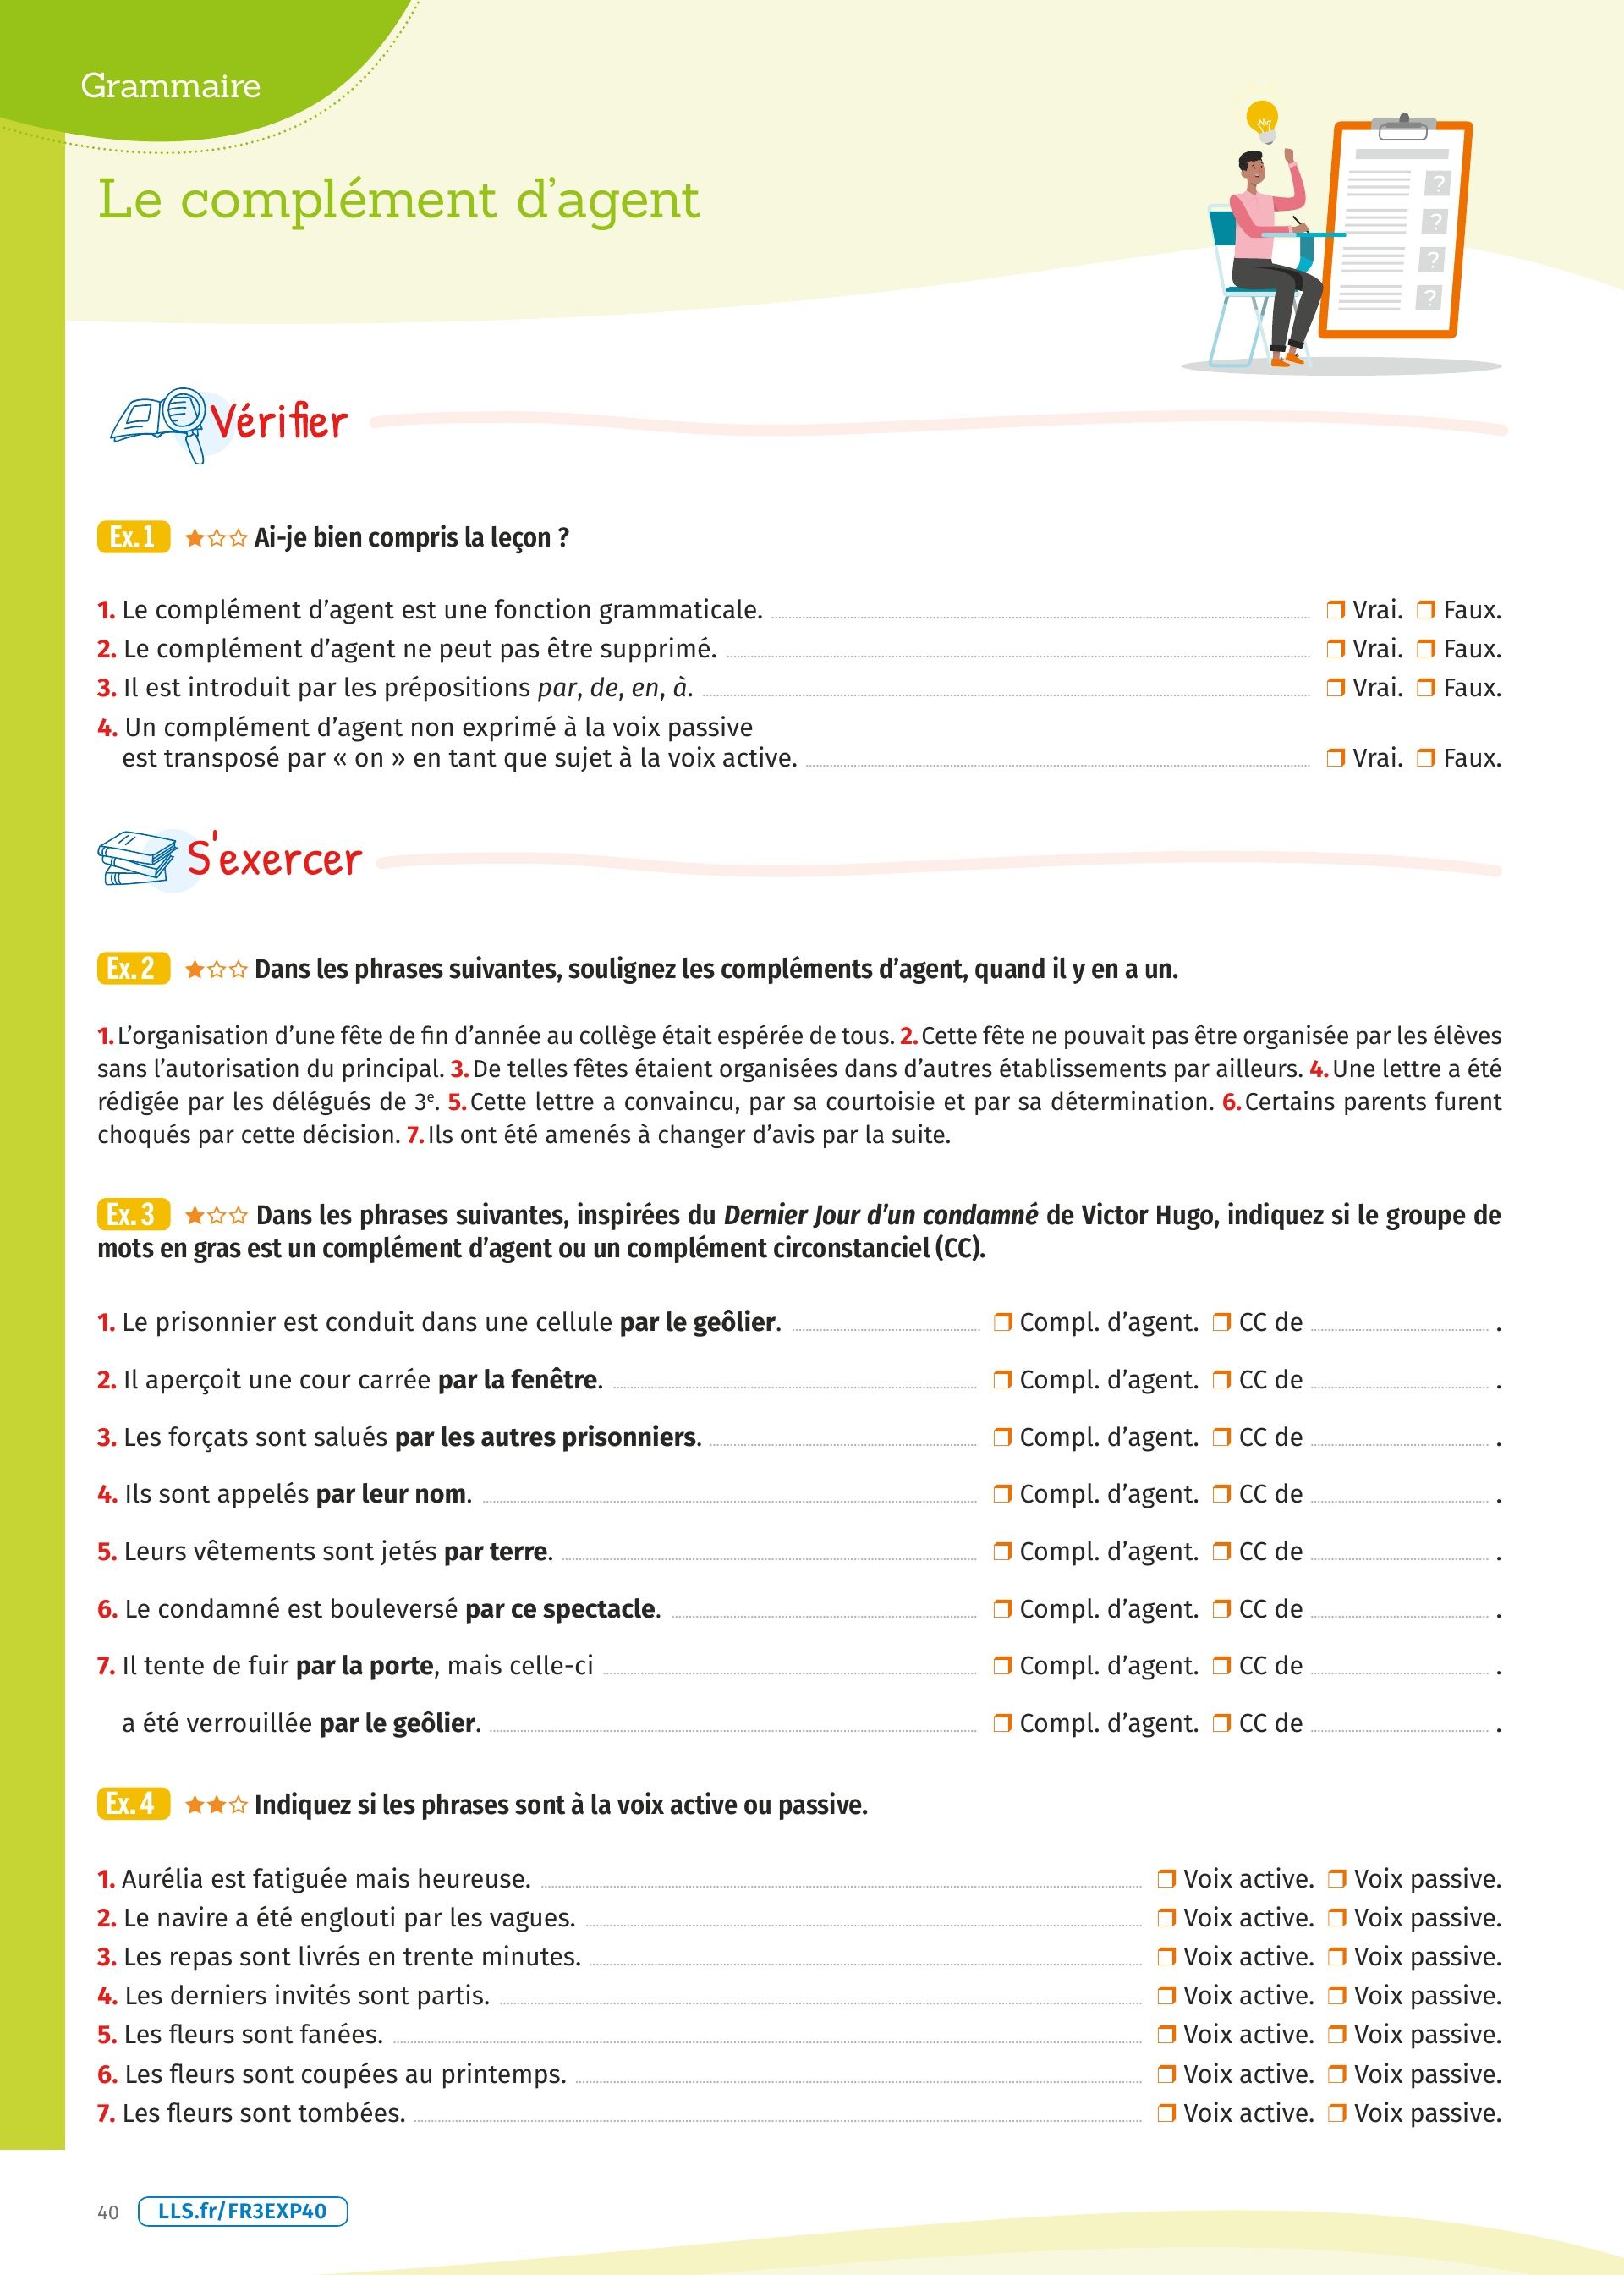 Grammaire
Le complément d’agent
?
?
?
?
Vérifier
Ex. 1 ★☆☆ Ai-je bien compris la leçon ?
1. Le complément d’agent est une fonction grammaticale. ❒ Vrai. ❒ Faux.
2. Le complément d’agent ne peut pas être supprimé. ❒ Vrai. ❒ Faux.
3. Il est introduit par les prépositions par, de, en, à. ❒ Vrai. ❒ Faux.
4. Un complément d’agent non exprimé à la voix passive
est transposé par « on » en tant que sujet à la voix active. ❒ Vrai. ❒ Faux.
S'exercer
Ex. 2 ★☆☆ Dans les phrases suivantes, soulignez les compléments d’agent, quand il y en a un.
1. L’organisation d’une fête de fin d’année au collège était espérée de tous. 2. Cette fête ne pouvait pas être organisée par les élèves
sans l’autorisation du principal. 3. De telles fêtes étaient organisées dans d’autres établissements par ailleurs. 4. Une lettre a été
rédigée par les délégués de 3e. 5. Cette lettre a convaincu, par sa courtoisie et par sa détermination. 6. Certains parents furent
choqués par cette décision. 7. Ils ont été amenés à changer d’avis par la suite.
Ex. 3 ★☆☆ Dans les phrases suivantes, inspirées du Dernier Jour d’un condamné de Victor Hugo, indiquez si le groupe de
mots en gras est un complément d’agent ou un complément circonstanciel (CC).
1. Le prisonnier est conduit dans une cellule par le geôlier. ❒ Compl. d’agent. ❒ CC de .
2. Il aperçoit une cour carrée par la fenêtre. ❒ Compl. d’agent. ❒ CC de .
3. Les forçats sont salués par les autres prisonniers. ❒ Compl. d’agent. ❒ CC de .
4. Ils sont appelés par leur nom. ❒ Compl. d’agent. ❒ CC de .
5. Leurs vêtements sont jetés par terre. ❒ Compl. d’agent. ❒ CC de .
6. Le condamné est bouleversé par ce spectacle. ❒ Compl. d’agent. ❒ CC de .
7. Il tente de fuir par la porte, mais celle-ci ❒ Compl. d’agent. ❒ CC de .
a été verrouillée par le geôlier. ❒ Compl. d’agent. ❒ CC de .
Ex. 4 ★★☆ Indiquez si les phrases sont à la voix active ou passive.
1. Aurélia est fatiguée mais heureuse. ❒ Voix active. ❒ Voix passive.
2. Le navire a été englouti par les vagues. ❒ Voix active. ❒ Voix passive.
3. Les repas sont livrés en trente minutes. ❒ Voix active. ❒ Voix passive.
4. Les derniers invités sont partis. ❒ Voix active. ❒ Voix passive.
5. Les fleurs sont fanées. ❒ Voix active. ❒ Voix passive.
6. Les fleurs sont coupées au printemps. ❒ Voix active. ❒ Voix passive.
7. Les fleurs sont tombées. ❒ Voix active. ❒ Voix passive.
40 LLS.fr/FR3EXP40